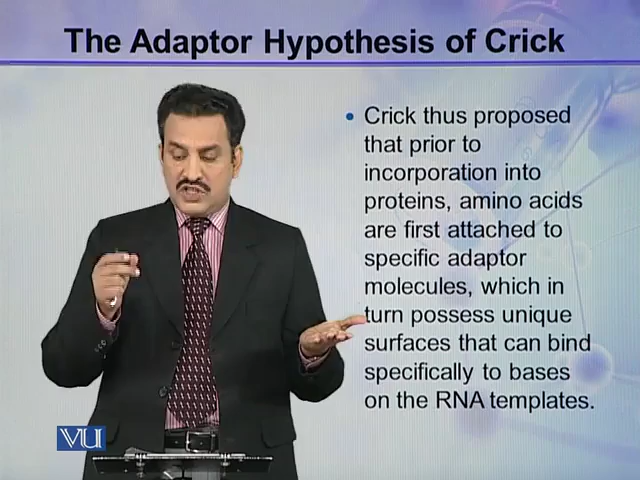 The Adaptor Hypothesis of Crick
• Crick thus proposed
that prior to
incorporation into
proteins, amino acids
are first attached to
specific adaptor
molecules, which in
turn possess unique
surfaces that can bind
specifically to bases
on the RNA templates.
VU